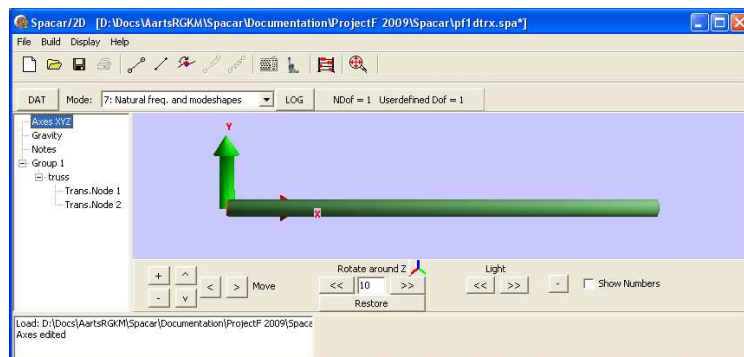 Spacar/2D [D:\Docs\AartsRGKM\Spacar\Documentation\ProjectF 2009\Spacar\pf1dtrx.spa*]
File Build Display Help
DAT Mode: 7: Natural freq. and modeshapes LOG NDof = 1 Userdefined Dof = 1
Axes XYZ
Gravity
Notes
Group 1
truss
Trans.Node 1
Trans.Node 2
Y
X
+ ^ < > Move
- v
Rotate around Z
<< 10 >>
Restore
Light
<< >>
-
Show Numbers
Load: D:\Docs\AartsRGKM\Spacar\Documentation\ProjectF 2009\Spaca
Axes edited